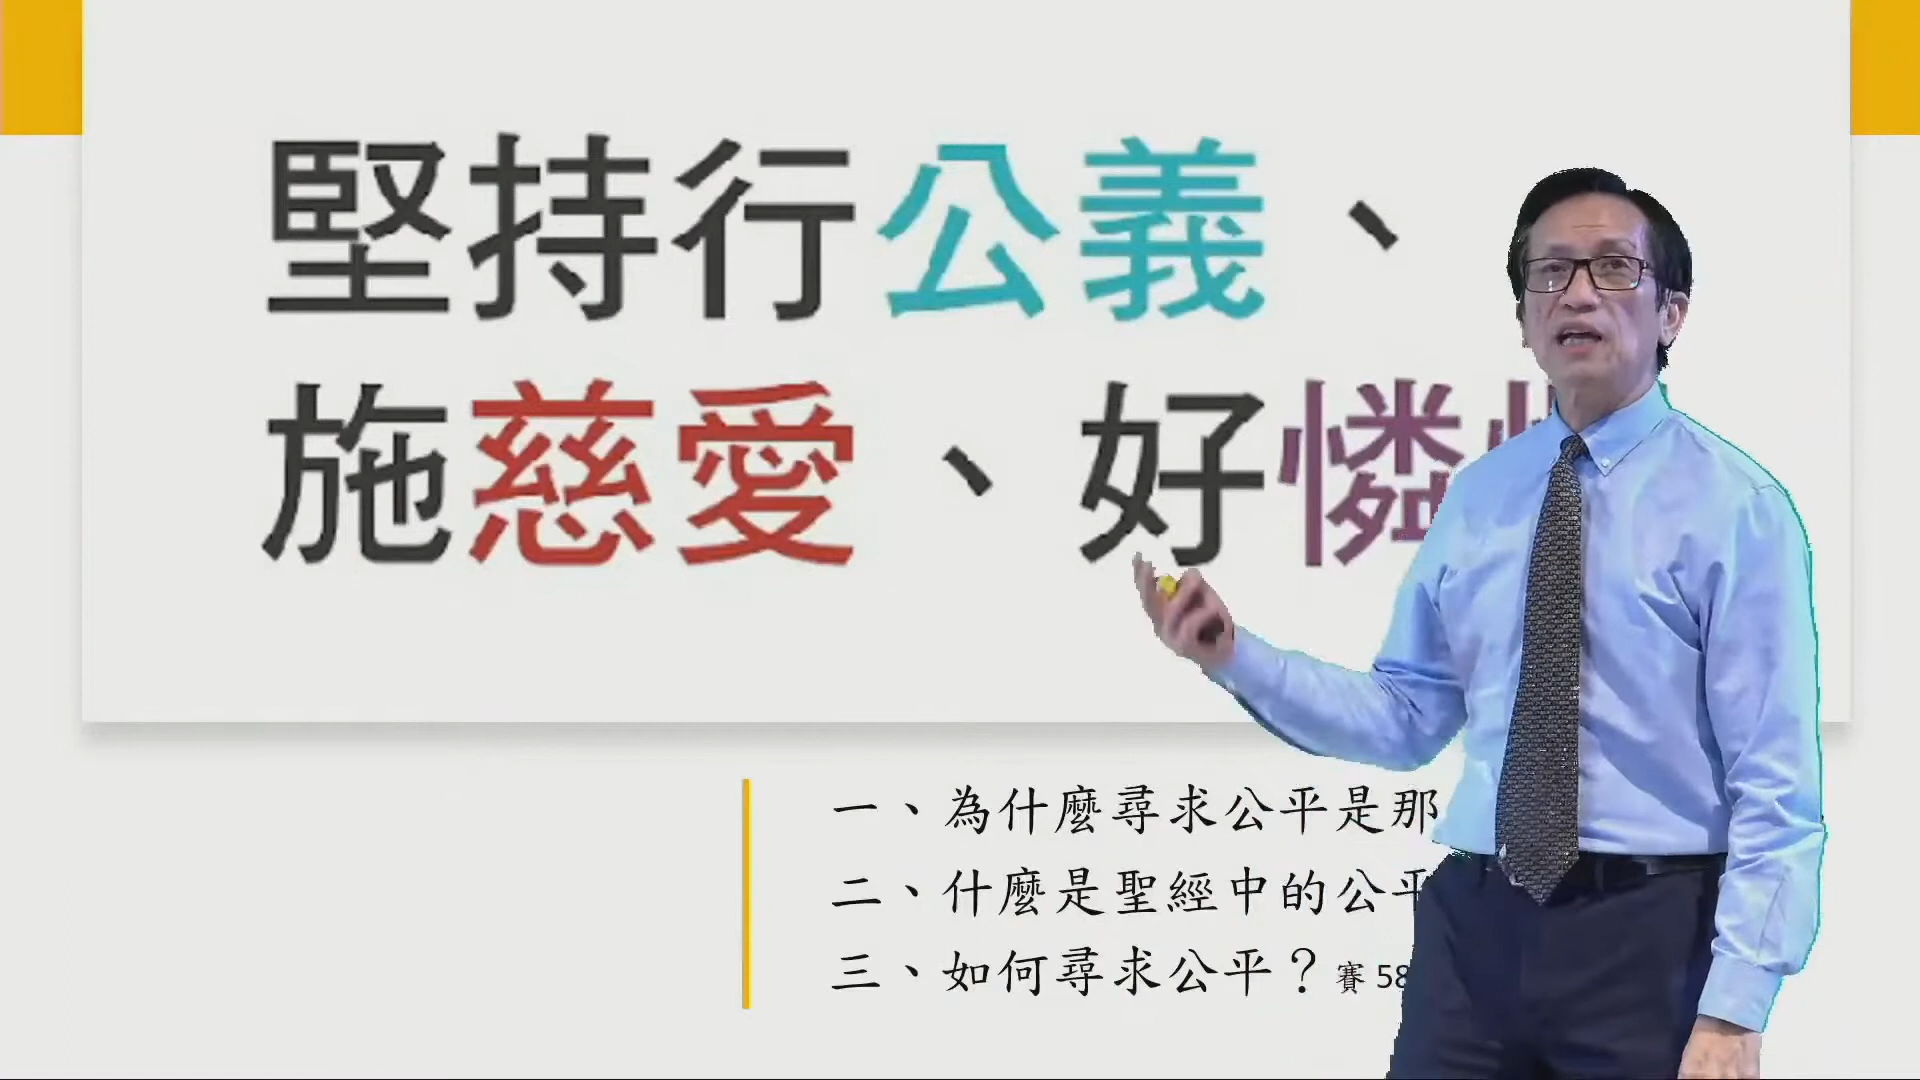 堅持行公義、
施慈愛、好憐
一、為什麼尋求公平是那
二、什麼是聖經中的公平
三、如何尋求公平？賽 58